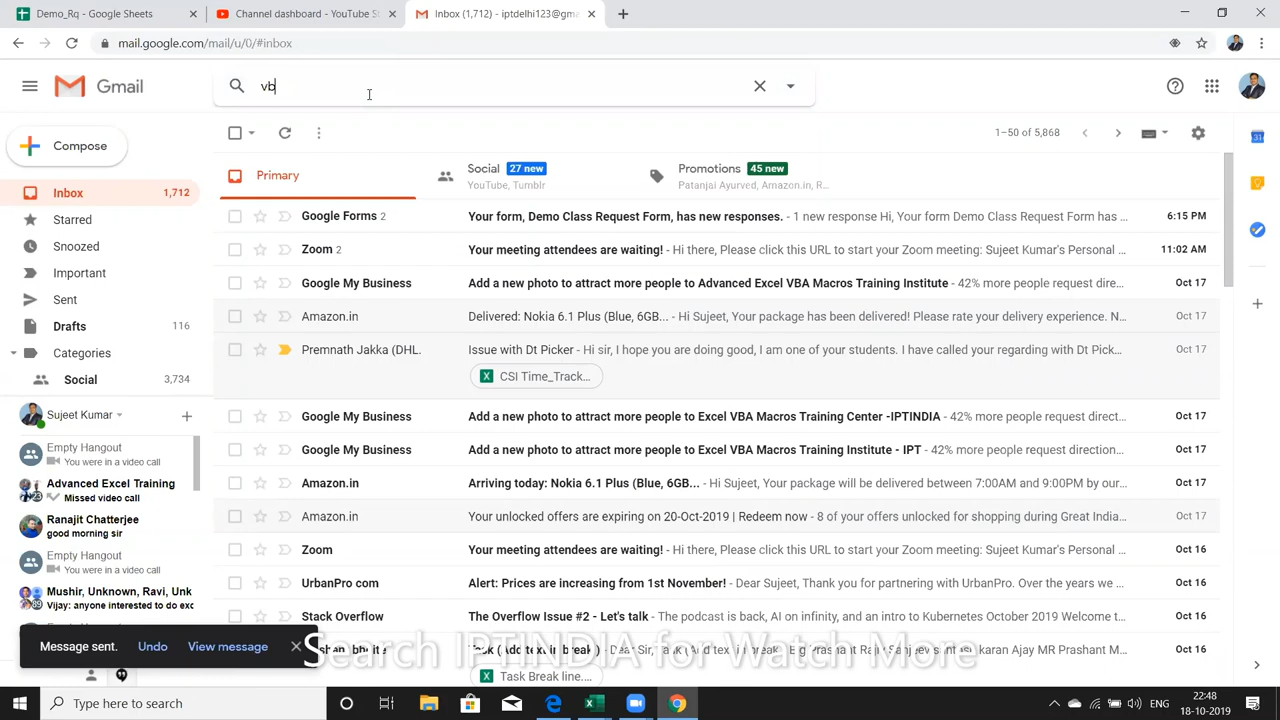 Demo_Rq - Google Sheets
Channel dashboard - YouTube St
Inbox (1,712) - iptdelhi123@gma
mail.google.com/mail/u/0/#inbox
Gmail
vb
Compose
1–50 of 5,868
Inbox 1,712
Starred
Snoozed
Important
Sent
Drafts 116
Categories
Social 3,734
Primary
Social 27 new
YouTube, Tumblr
Promotions 45 new
Patanjai Ayurved, Amazon.in, R...
Google Forms 2 Your form, Demo Class Request Form, has new responses. - 1 new response Hi, Your form Demo Class Request Form has ... 6:15 PM
Zoom 2 Your meeting attendees are waiting! - Hi there, Please click this URL to start your Zoom meeting: Sujeet Kumar's Personal ... 11:02 AM
Google My Business Add a new photo to attract more people to Advanced Excel VBA Macros Training Institute - 42% more people request dire... Oct 17
Amazon.in Delivered: Nokia 6.1 Plus (Blue, 6GB... - Hi Sujeet, Your package has been delivered! Please rate your delivery experience. N... Oct 17
Premnath Jakka (DHL. Issue with Dt Picker - Hi sir, I hope you are doing good, I am one of your students. I have called your regarding with Dt Pick... Oct 17
CSI Time_Track...
Google My Business Add a new photo to attract more people to Excel VBA Macros Training Center -IPTINDIA - 42% more people request direct... Oct 17
Google My Business Add a new photo to attract more people to Excel VBA Macros Training Institute - IPT - 42% more people request direction... Oct 17
Amazon.in Arriving today: Nokia 6.1 Plus (Blue, 6GB... - Hi Sujeet, Your package will be delivered between 7:00AM and 9:00PM by our... Oct 17
Amazon.in Your unlocked offers are expiring on 20-Oct-2019 | Redeem now - 8 of your offers unlocked for shopping during Great India... Oct 17
Zoom Your meeting attendees are waiting! - Hi there, Please click this URL to start your Zoom meeting: Sujeet Kumar's Personal ... Oct 16
UrbanPro com Alert: Prices are increasing from 1st November! - Dear Sujeet, Thank you for partnering with UrbanPro. Over the years we ... Oct 16
Stack Overflow The Overflow Issue #2 - Let's talk - The podcast is back, AI on infinity, and an intro to Kubernetes October 2019 Welcome t... Oct 16
Task (Add text in break ) - Dear Sir, Oct 16
Task Break line....
Sujeet Kumar
Empty Hangout
You were in a video call
Advanced Excel Training
Missed video call
23
Ranajit Chatterjee
good morning sir
Empty Hangout
You were in a video call
Mushir, Unknown, Ravi, Unk
Vijay: anyone interested to do exc
89
Message sent. Undo View message
Search IPTINDIA for Watch More
Type here to search
ENG
22:48
18-10-2019